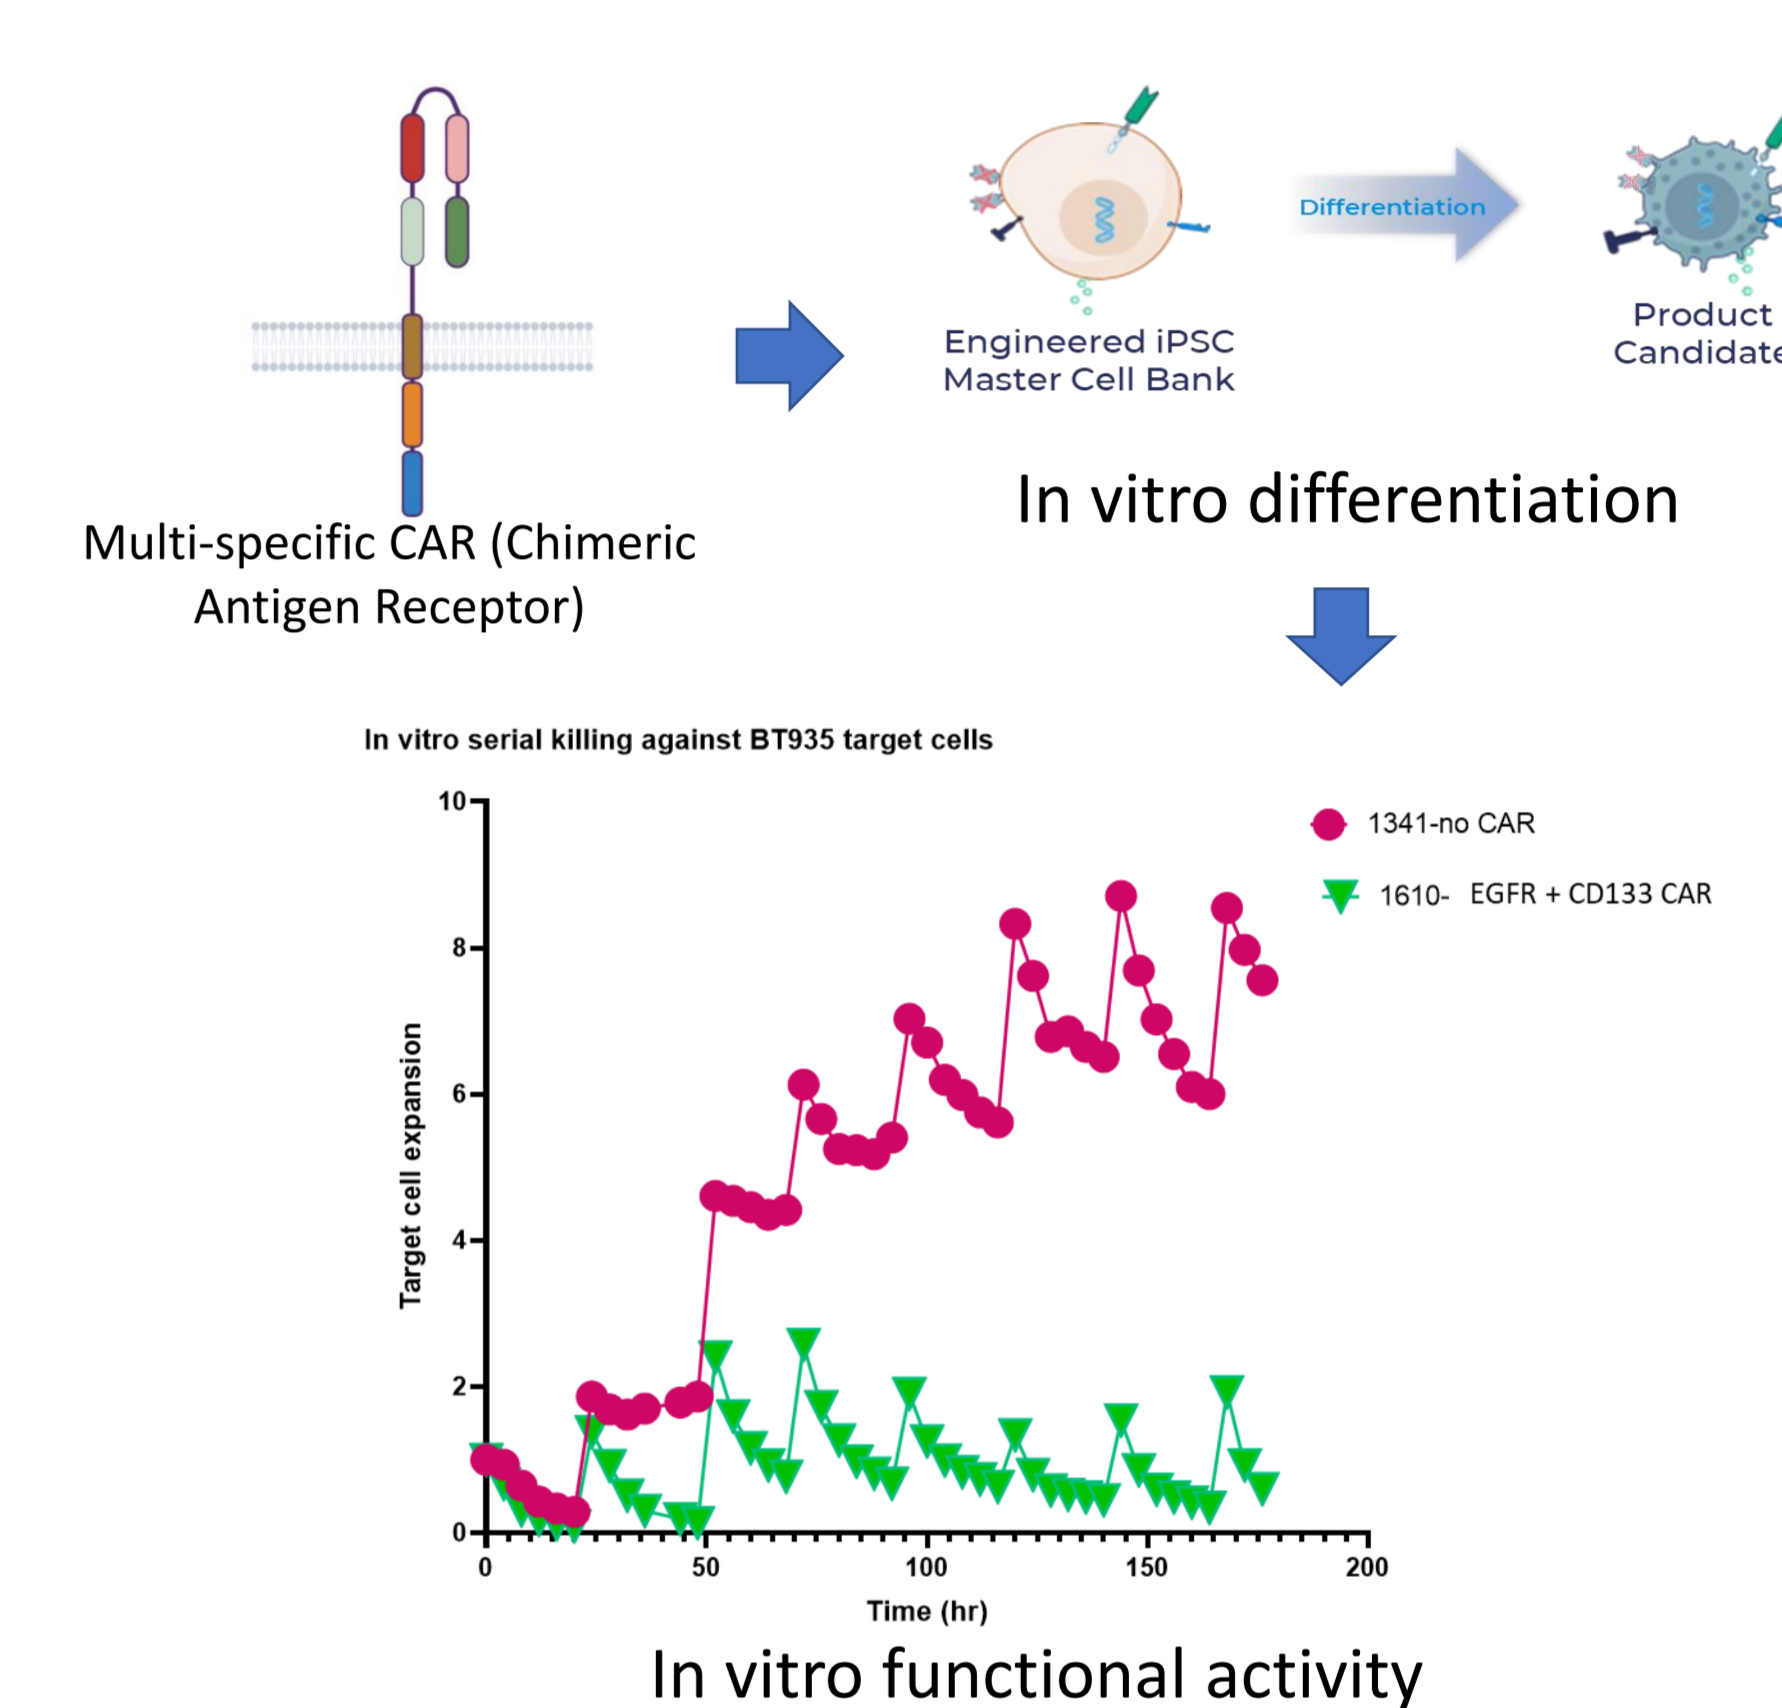 Differentiation
Engineered iPSC
Master Cell Bank
Product
Candidate
In vitro differentiation
Multi-specific CAR (Chimeric
Antigen Receptor)
In vitro serial killing against BT935 target cells
1341-no CAR
1610- EGFR + CD133 CAR
Target cell expansion
10
8
6
4
2
0
0 50 100 150 200
Time (hr)
In vitro functional activity